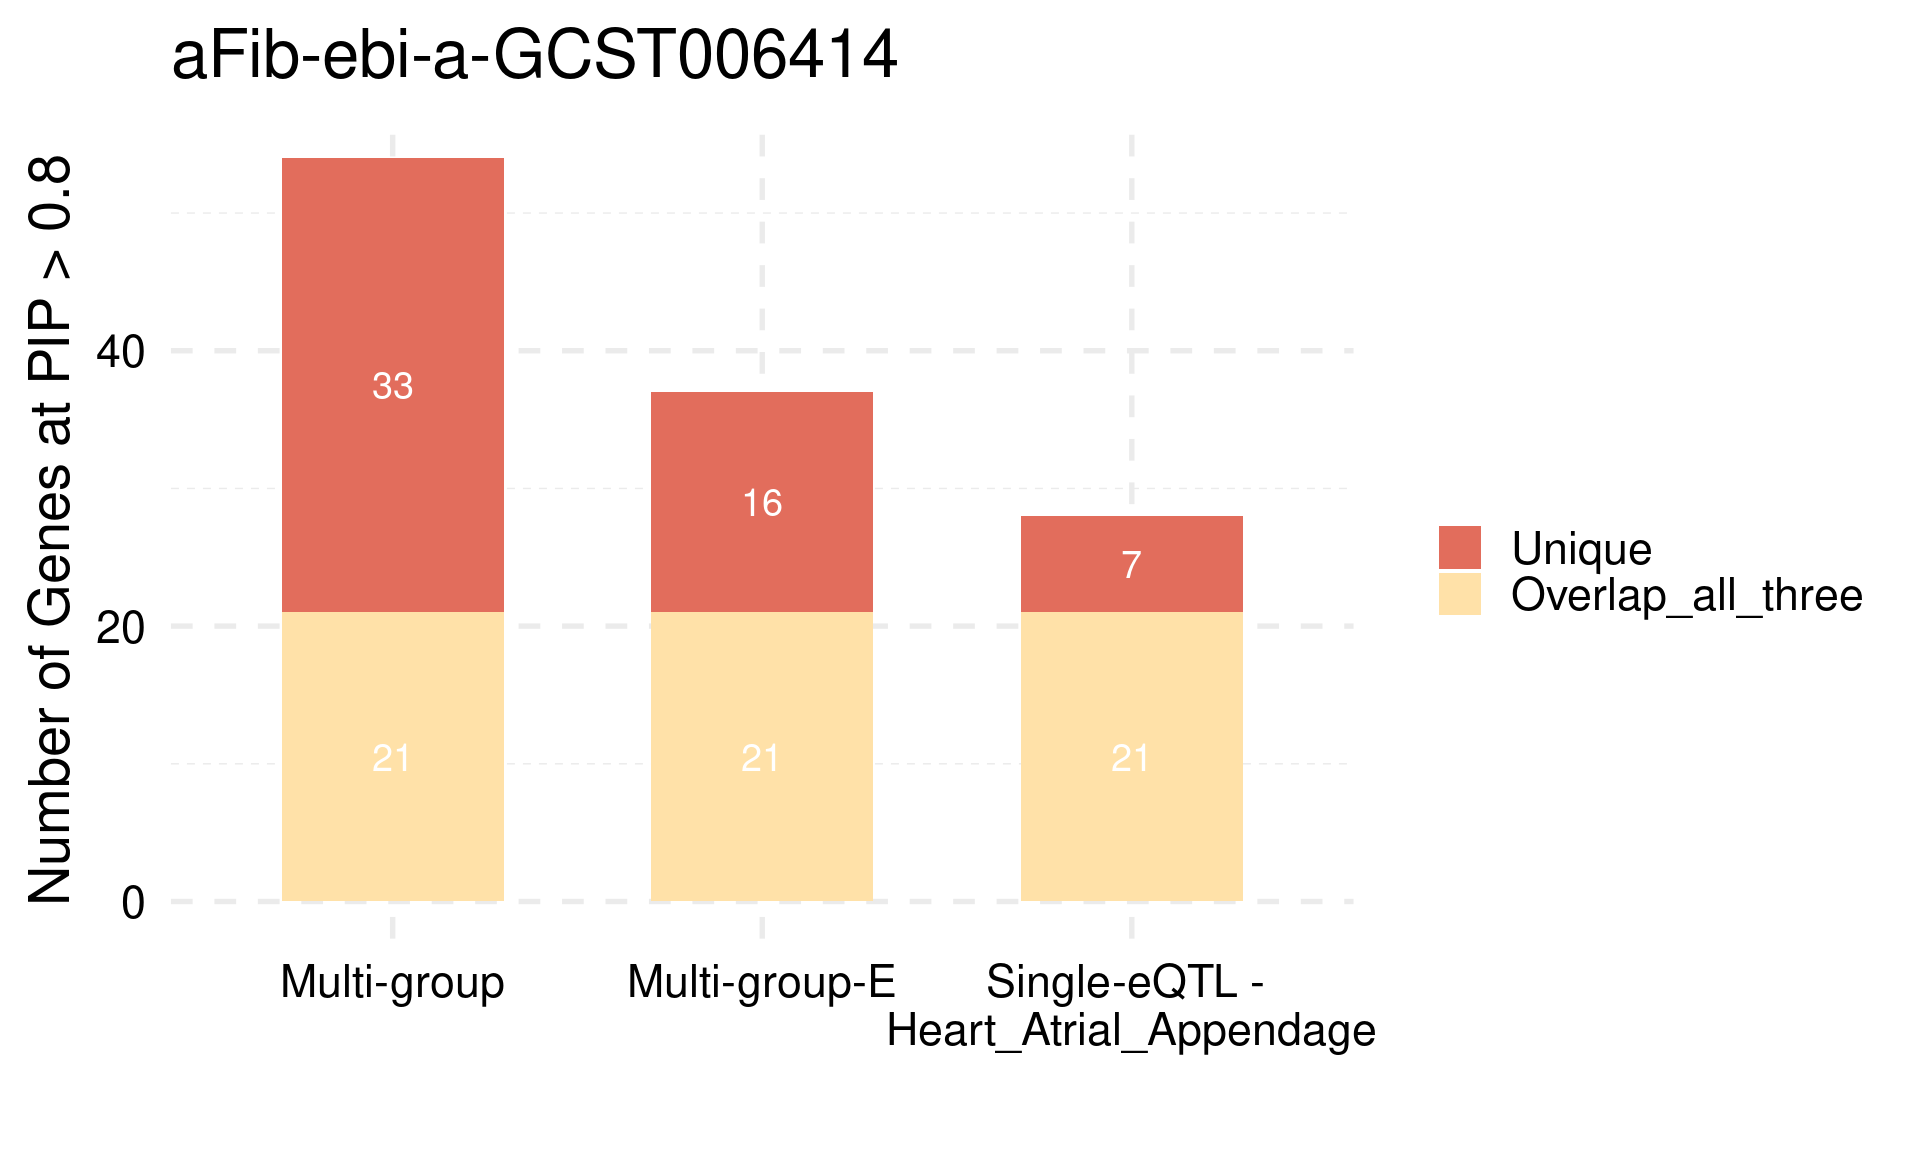 aFib-ebi-a-GCST006414
Number of Genes at PIP > 0.8
40
20
0
33
16
7
21
21
21
Multi-group
Multi-group-E
Single-eQTL -
Heart_Atrial_Appendage
Unique
Overlap_all_three